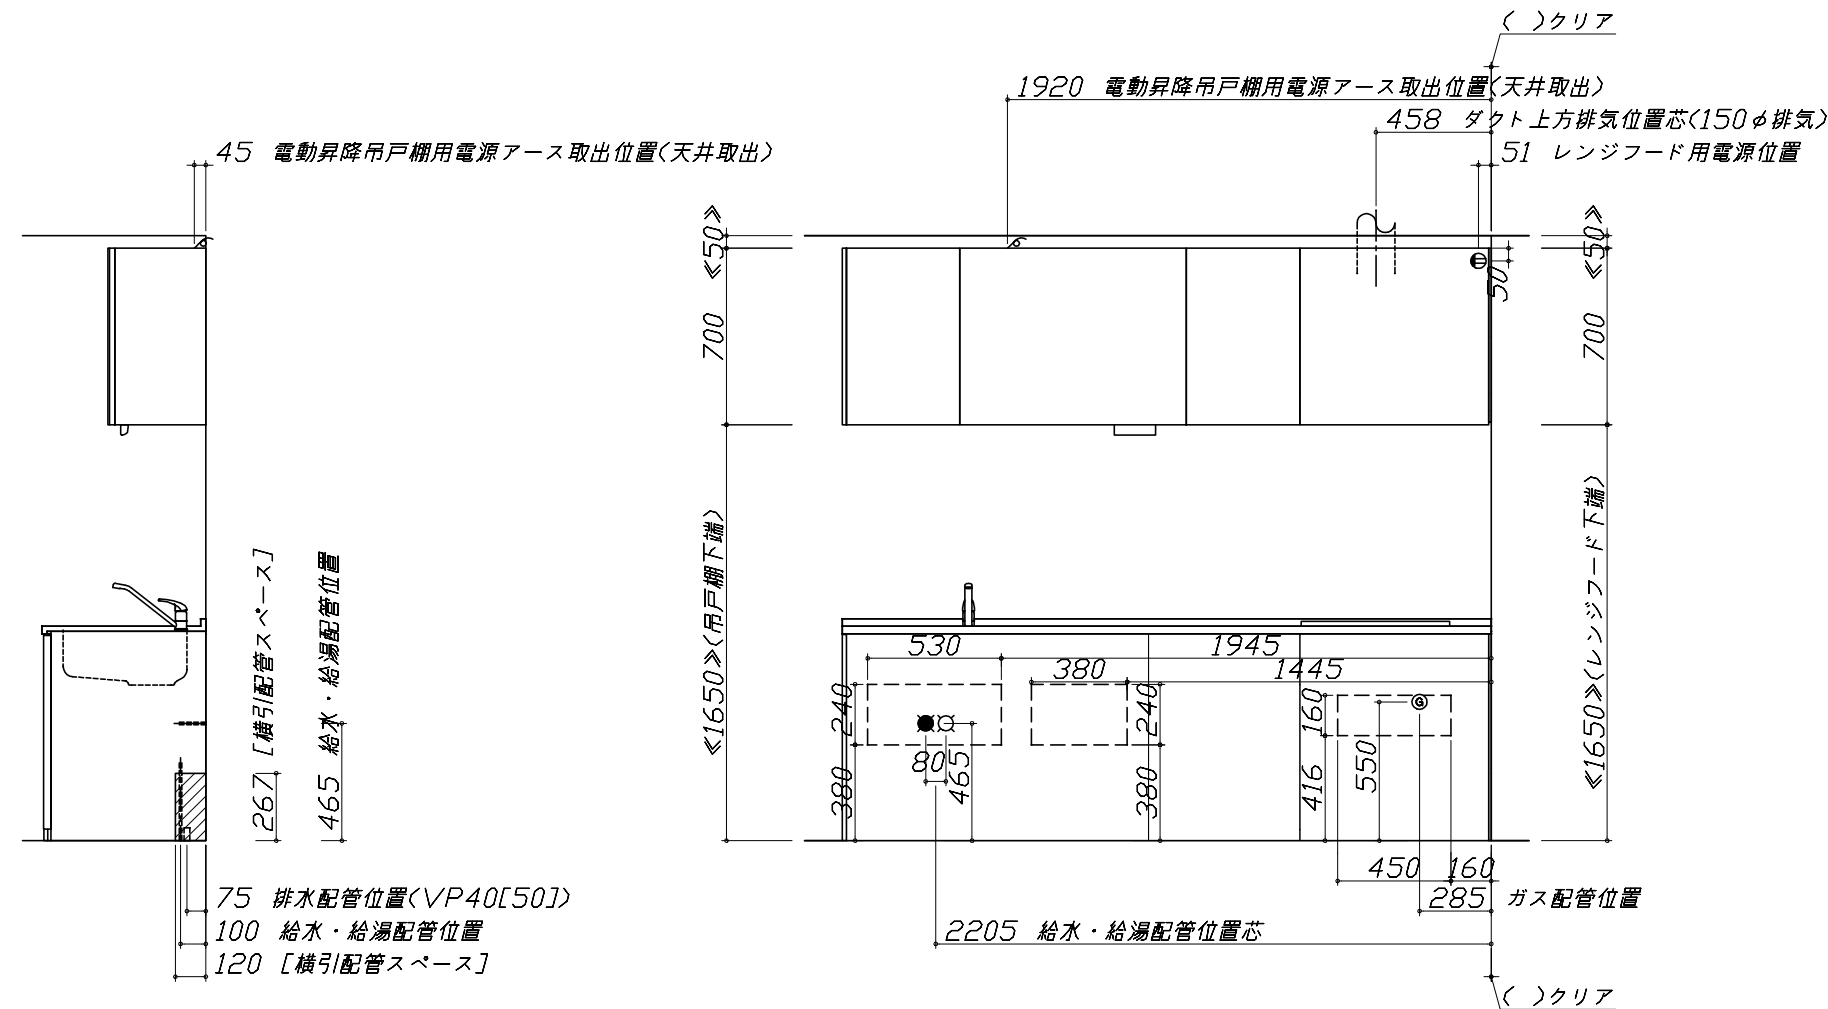 ( )クリア
1920 電動昇降吊戸棚用電源アース取出位置(天井取出)
458 ダクト上方排気位置芯(150φ排気)
45 電動昇降吊戸棚用電源アース取出位置(天井取出)
51 レンジフード用電源位置
≪50≫
≪50≫
50
700
700
≪1650≫(吊戸棚下端)
≪1650≫(レンジフード下端)
267 [横引配管スペース]
465 給水・給湯配管位置
530
1945
380
1445
240
240
160
G
80
465
550
380
380
416
450
160
75 排水配管位置(VP40[50])
285 ガス配管位置
100 給水・給湯配管位置
2205 給水・給湯配管位置芯
120 [横引配管スペース]
( )クリア